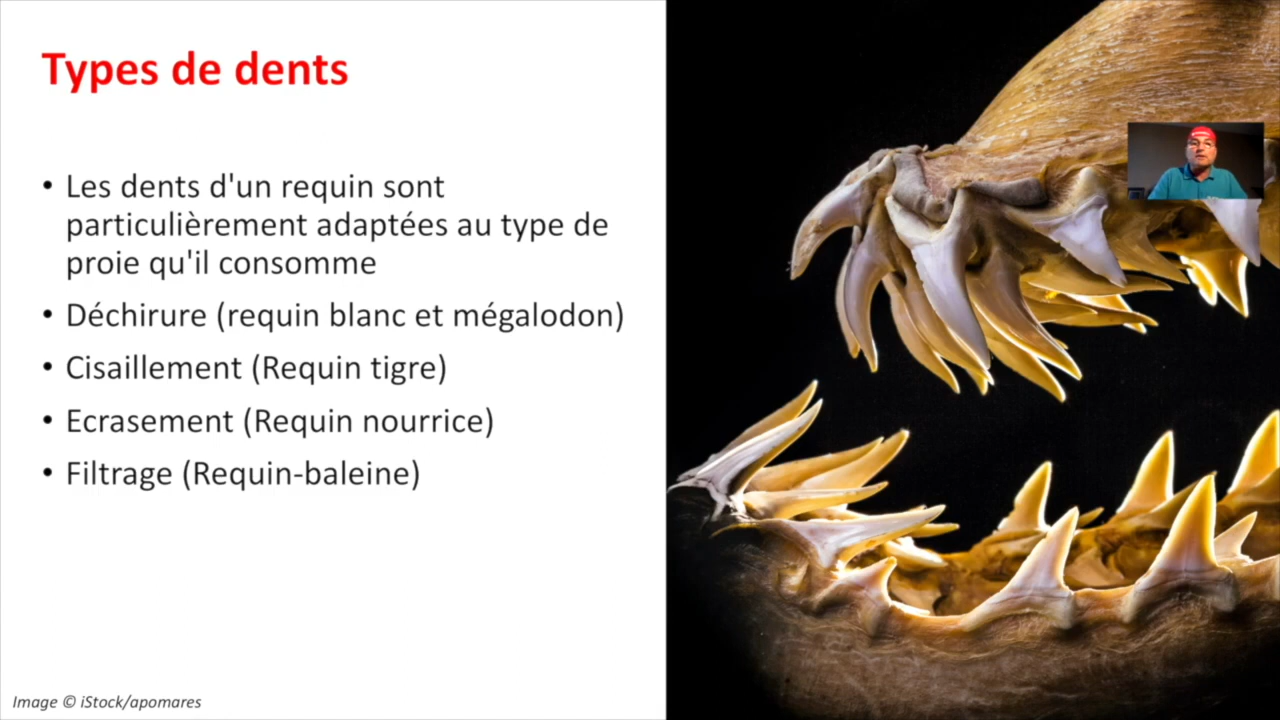 Types de dents
• Les dents d'un requin sont
particulièrement adaptées au type de
proie qu'il consomme
• Déchirure (requin blanc et mégalodon)
• Cisaillement (Requin tigre)
• Ecrasement (Requin nourrice)
• Filtrage (Requin-baleine)
Image © iStock/apomares